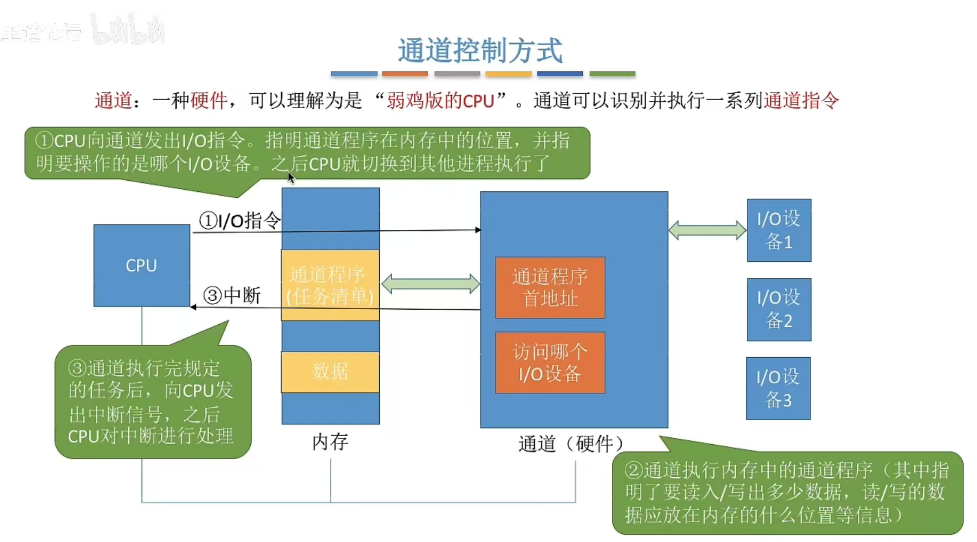 bilibili
通道控制方式
通道：一种硬件，可以理解为是“弱鸡版的CPU”。通道可以识别并执行一系列通道指令
①CPU向通道发出I/O指令。指明通道程序在内存中的位置，并指
明要操作的是哪个I/O设备。之后CPU就切换到其他进程执行了
①I/O指令
CPU
③中断
通道程序
(任务清单)
数据
内存
通道程序
首地址
访问哪个
I/O设备
通道（硬件）
I/O设
备1
I/O设
备2
I/O设
备3
③通道执行完规定
的任务后，向CPU发
出中断信号，之后
CPU对中断进行处理
②通道执行内存中的通道程序（其中指
明了要读入/写出多少数据，读/写的数
据应放在内存的什么位置等信息）